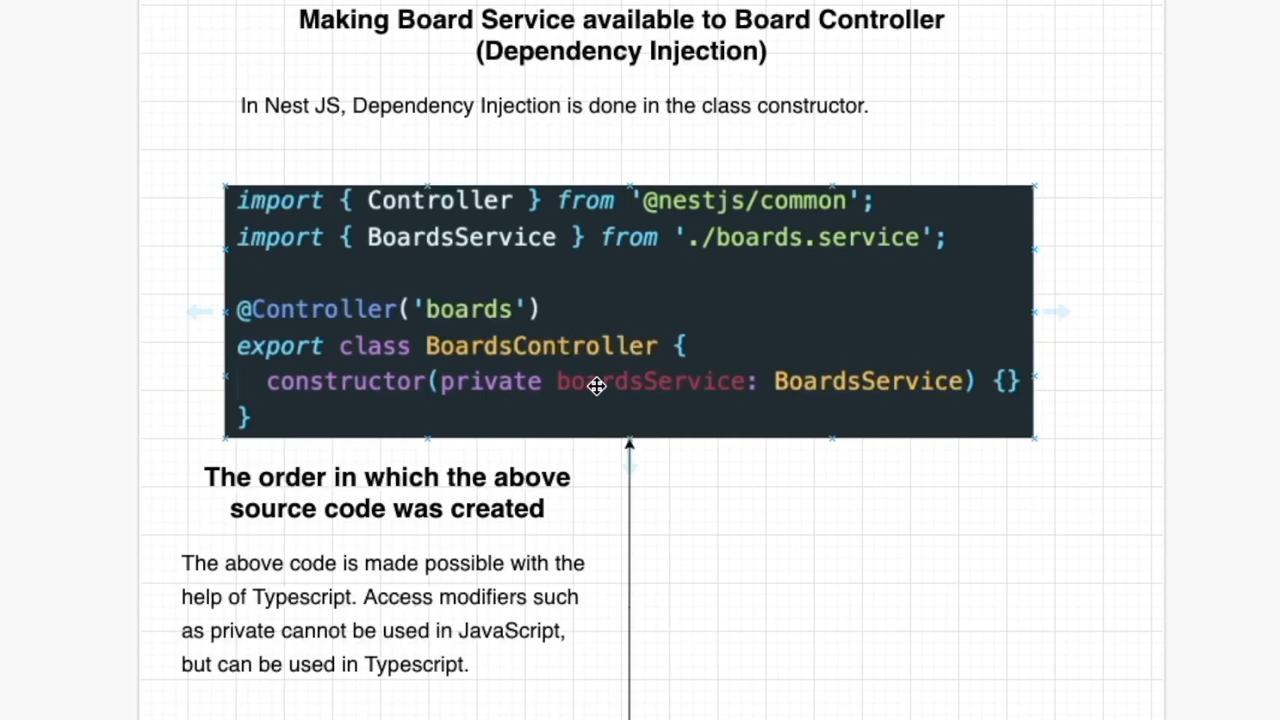 Making Board Service available to Board Controller
(Dependency Injection)
In Nest JS, Dependency Injection is done in the class constructor.
import { Controller } from '@nestjs/common';
import { BoardsService } from './boards.service';
@Controller('boards')
export class BoardsController {
constructor(private boardsService: BoardsService) {}
}
The order in which the above
source code was created
The above code is made possible with the
help of Typescript. Access modifiers such
as private cannot be used in JavaScript,
but can be used in Typescript.